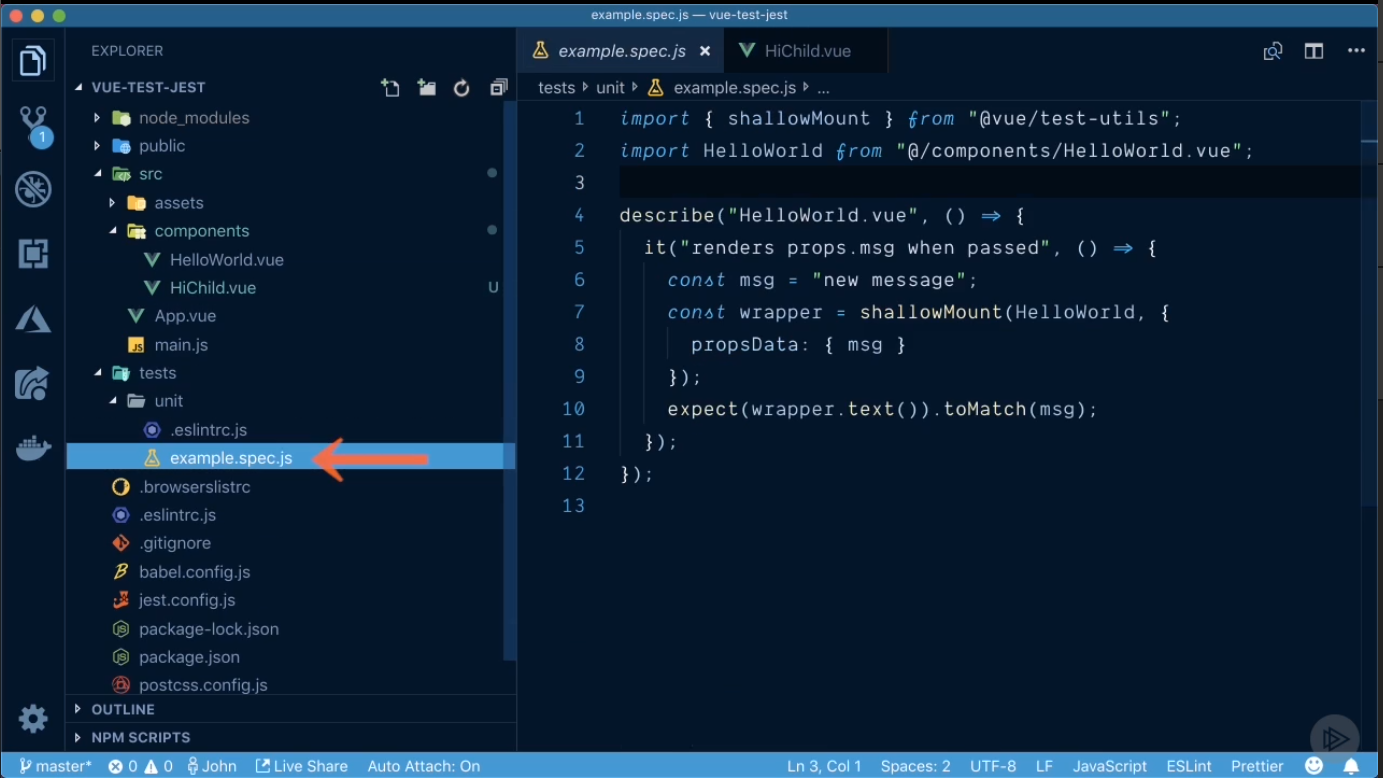 example.spec.js — vue-test-jest
EXPLORER
VUE-TEST-JEST
node_modules
public
src
assets
components
HelloWorld.vue
HiChild.vue U
App.vue
main.js
tests
unit
.eslintrc.js
example.spec.js
.browserslistrc
.eslintrc.js
.gitignore
babel.config.js
jest.config.js
package-lock.json
package.json
postcss.config.js
OUTLINE
NPM SCRIPTS
1
example.spec.js × HiChild.vue
tests unit example.spec.js ...
1 import { shallowMount } from "@vue/test-utils";
2 import HelloWorld from "@/components/HelloWorld.vue";
3
4 describe("HelloWorld.vue", () => {
5 it("renders props.msg when passed", () => {
6 const msg = "new message";
7 const wrapper = shallowMount(HelloWorld, {
8 propsData: { msg }
9 });
10 expect(wrapper.text()).toMatch(msg);
11 });
12 });
13
master* 0 0 John Live Share Auto Attach: On Ln 3, Col 1 Spaces: 2 UTF-8 LF JavaScript ESLint Prettier